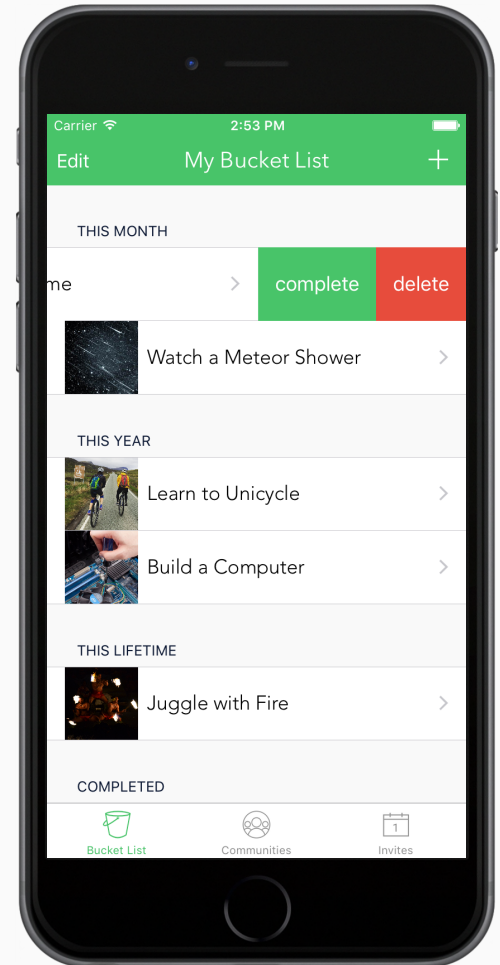 Carrier 2:53 PM
Edit My Bucket List +
THIS MONTH
me complete delete
Watch a Meteor Shower
THIS YEAR
Learn to Unicycle
Build a Computer
THIS LIFETIME
Juggle with Fire
COMPLETED
1
Bucket List Communities Invites